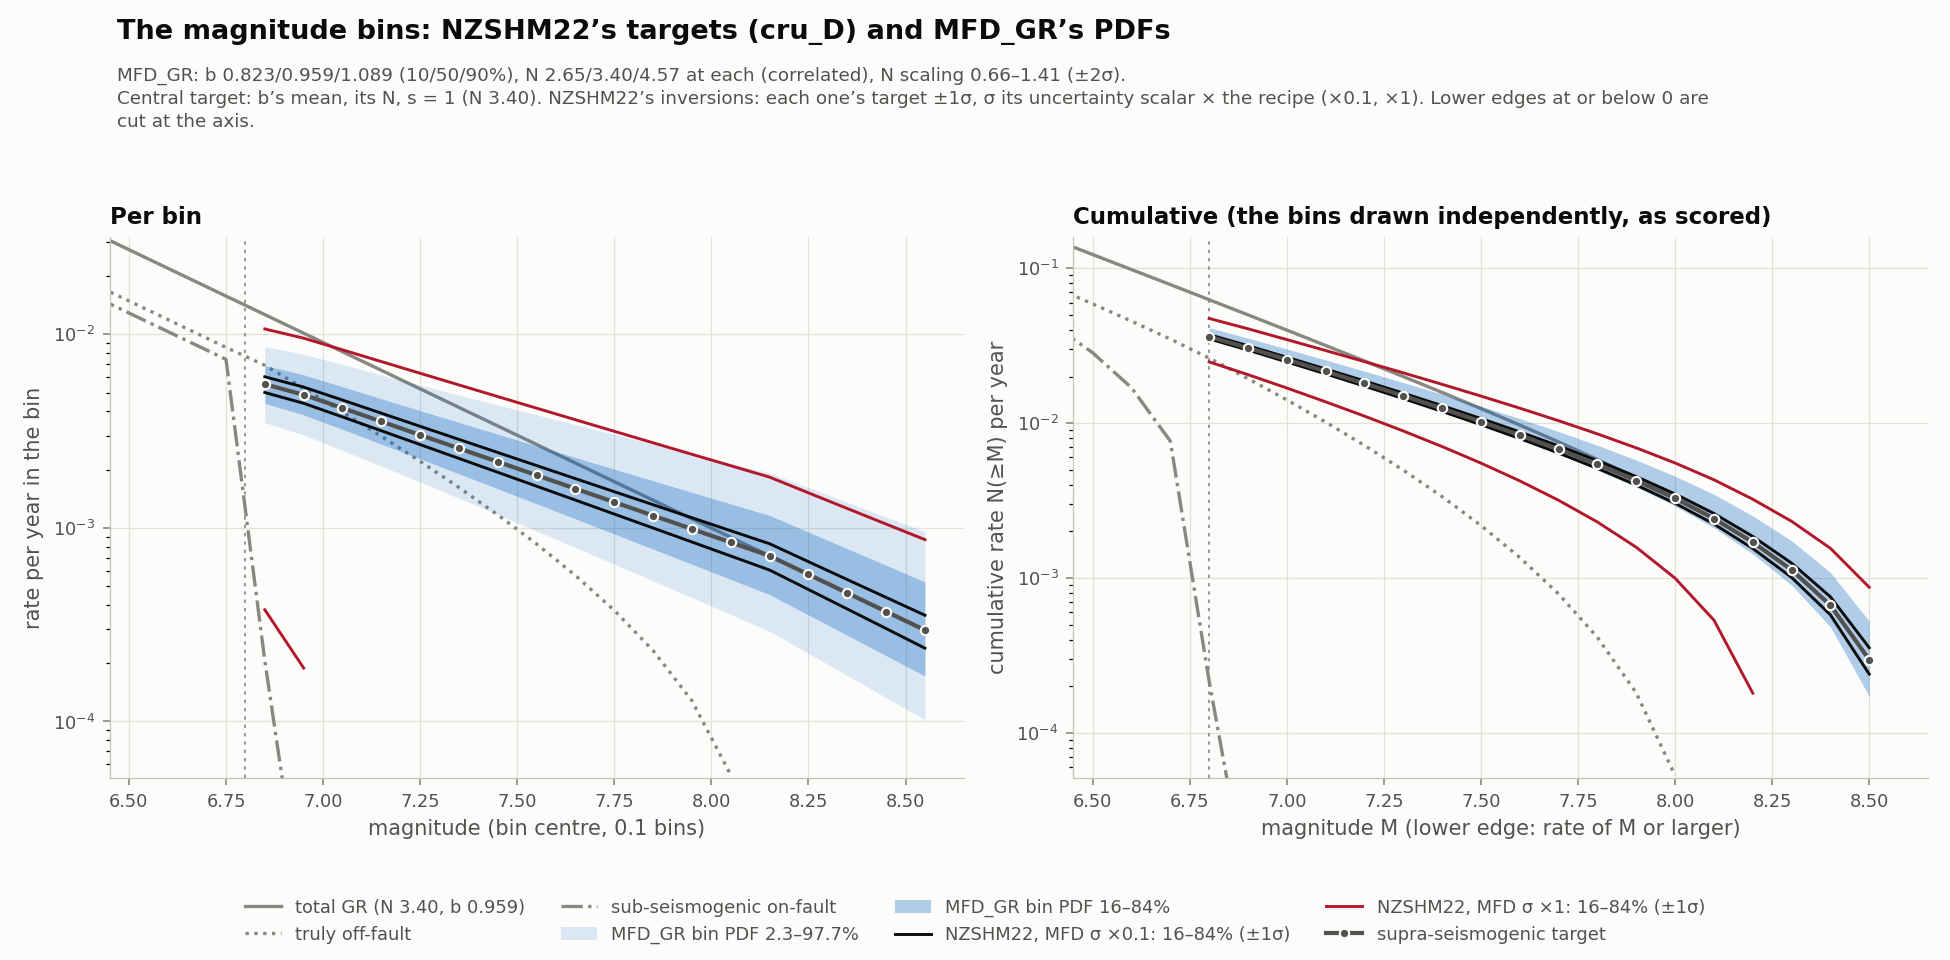 The magnitude bins: NZSHM22’s targets (cru_D) and MFD_GR’s PDFs
MFD_GR: b 0.823/0.959/1.089 (10/50/90%), N 2.65/3.40/4.57 at each (correlated), N scaling 0.66–1.41 (±2σ).
Central target: b’s mean, its N, s = 1 (N 3.40). NZSHM22’s inversions: each one’s target ±1σ, σ its uncertainty scalar × the recipe (×0.1, ×1). Lower edges at or below 0 are
cut at the axis.
Per bin
rate per year in the bin
10⁻²
10⁻³
10⁻⁴
6.50 6.75 7.00 7.25 7.50 7.75 8.00 8.25 8.50
magnitude (bin centre, 0.1 bins)
Cumulative (the bins drawn independently, as scored)
cumulative rate N(≥M) per year
10⁻¹
10⁻²
10⁻³
10⁻⁴
6.50 6.75 7.00 7.25 7.50 7.75 8.00 8.25 8.50
magnitude M (lower edge: rate of M or larger)
total GR (N 3.40, b 0.959)
truly off-fault
sub-seismogenic on-fault
MFD_GR bin PDF 2.3–97.7%
MFD_GR bin PDF 16–84%
NZSHM22, MFD σ ×0.1: 16–84% (±1σ)
NZSHM22, MFD σ ×1: 16–84% (±1σ)
supra-seismogenic target